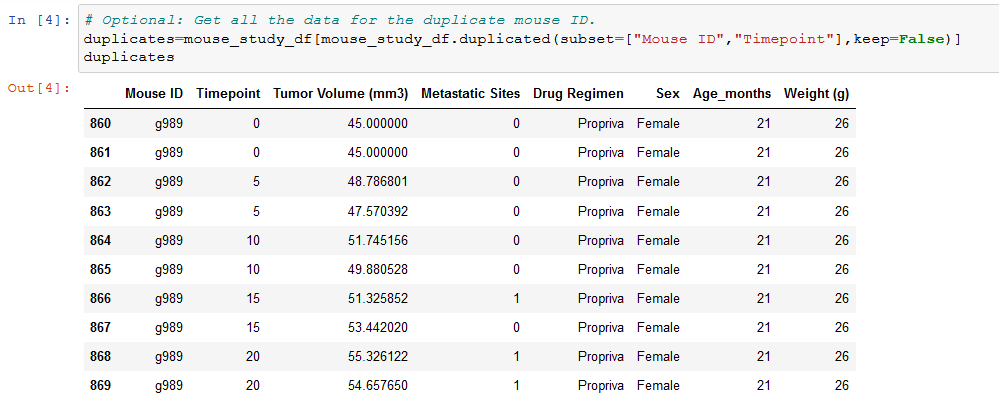 In [4]: # Optional: Get all the data for the duplicate mouse ID.
duplicates=mouse_study_df[mouse_study_df.duplicated(subset=["Mouse ID","Timepoint"],keep=False)]
duplicates
Out[4]:
Mouse ID Timepoint Tumor Volume (mm3) Metastatic Sites Drug Regimen Sex Age_months Weight (g)
860 g989 0 45.000000 0 Propriva Female 21 26
861 g989 0 45.000000 0 Propriva Female 21 26
862 g989 5 48.786801 0 Propriva Female 21 26
863 g989 5 47.570392 0 Propriva Female 21 26
864 g989 10 51.745156 0 Propriva Female 21 26
865 g989 10 49.880528 0 Propriva Female 21 26
866 g989 15 51.325852 1 Propriva Female 21 26
867 g989 15 53.442020 0 Propriva Female 21 26
868 g989 20 55.326122 1 Propriva Female 21 26
869 g989 20 54.657650 1 Propriva Female 21 26